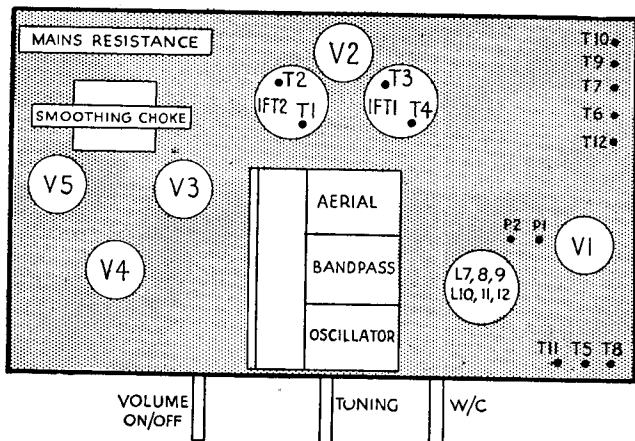 MAINS RESISTANCE
V2
T10
T9
T7
T6
T12
T2
IFT2
T1
T3
IFT1
T4
SMOOTHING CHOKE
V5
V3
V4
AERIAL
BANDPASS
OSCILLATOR
P2
P1
V1
L7, 8, 9
L10, 11, 12
T11
T5
T8
VOLUME
ON/OFF
TUNING
W/C